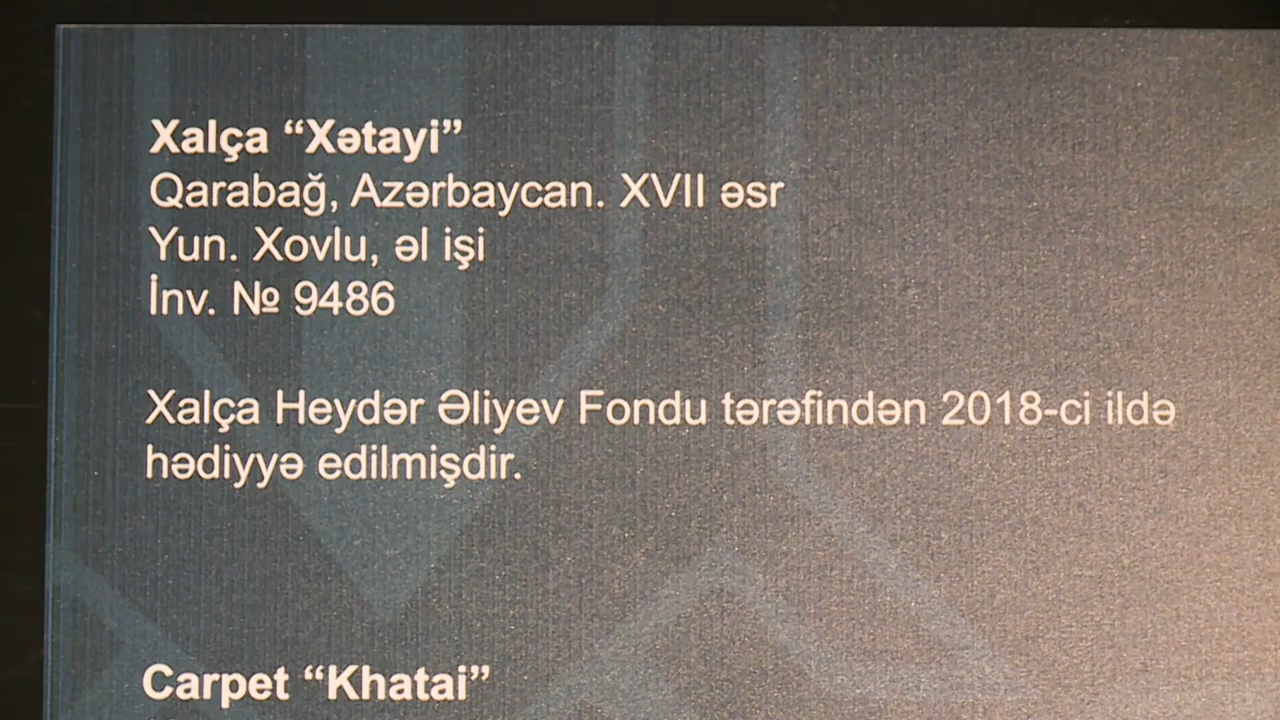 Xalça “Xətayi”
Qarabağ, Azərbaycan. XVII əsr
Yun. Xovlu, əl işi
İnv. № 9486
Xalça Heydər Əliyev Fondu tərəfindən 2018-ci ildə
hədiyyə edilmişdir.
Carpet “Khatai”